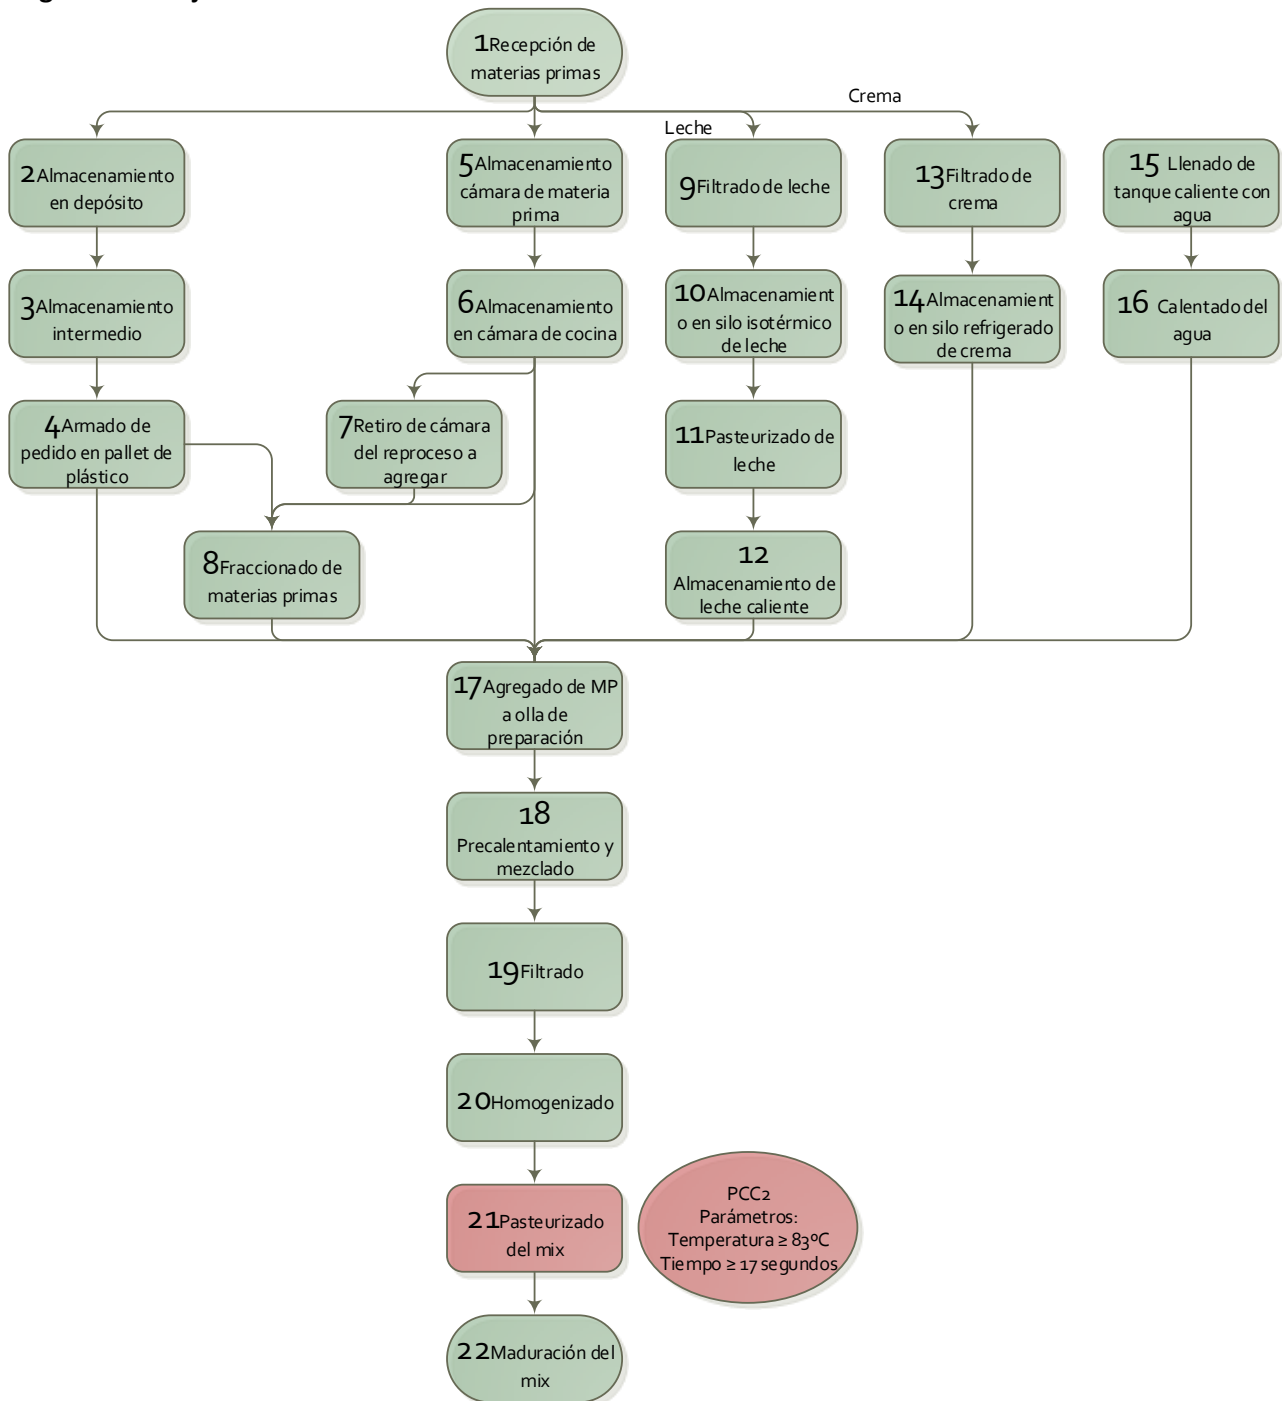 1Recepción de
materias primas
Crema
Leche
2Almacenamiento
en depósito
5Almacenamiento
cámara de materia
prima
9Filtrado de leche
13Filtrado de
crema
15 Llenado de
tanque caliente con
agua
3Almacenamiento
intermedio
6Almacenamiento
en cámara de cocina
10Almacenamient
o en silo isotérmico
de leche
14Almacenamient
o en silo refrigerado
de crema
16 Calentado del
agua
4Armado de
pedido en pallet de
plástico
7Retiro de cámara
del reproceso a
agregar
11Pasteurizado de
leche
8Fraccionado de
materias primas
12
Almacenamiento de
leche caliente
17Agregado de MP
a olla de
preparación
18
Precalentamiento y
mezclado
19Filtrado
20Homogenizado
21Pasteurizado
del mix
PCC2
Parámetros:
Temperatura ≥ 83ºC
Tiempo ≥ 17 segundos
22Maduración del
mix